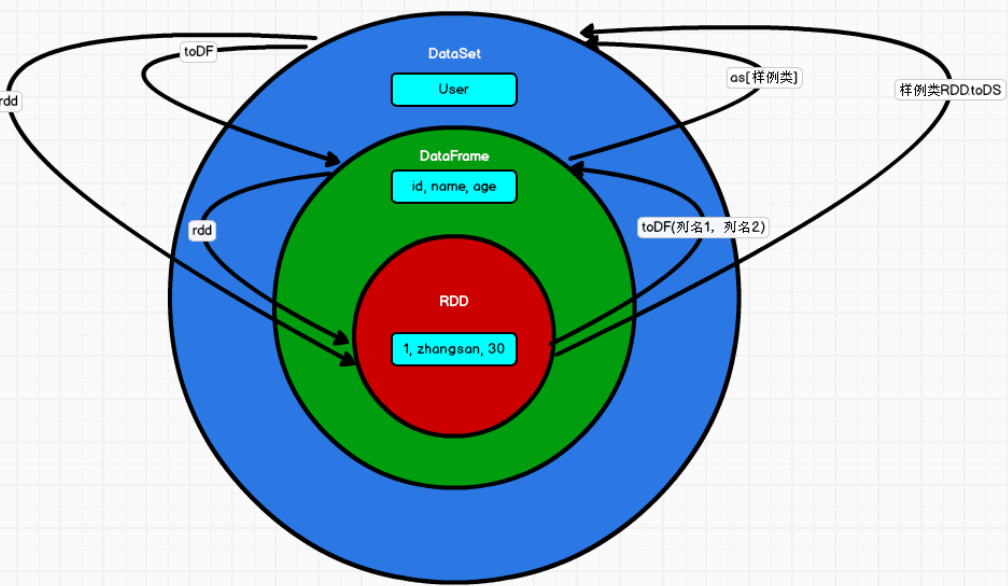 toDF
DataSet
User
as[样例类]
rdd
样例类RDD.toDS
DataFrame
id, name, age
rdd
toDF(列名1，列名2)
RDD
1, zhangsan, 30